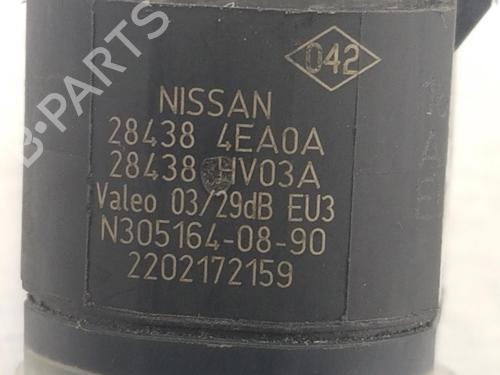 B-PARTS
042
NISSAN
28438 4EA0A
28438 HV03A
Valeo 03/29dB EU3
N305164-08-90
2202172159